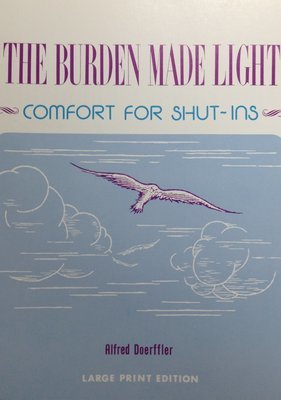 THE BURDEN MADE LIGHT
COMFORT FOR SHUT-INS
Alfred Doerffler
LARGE PRINT EDITION